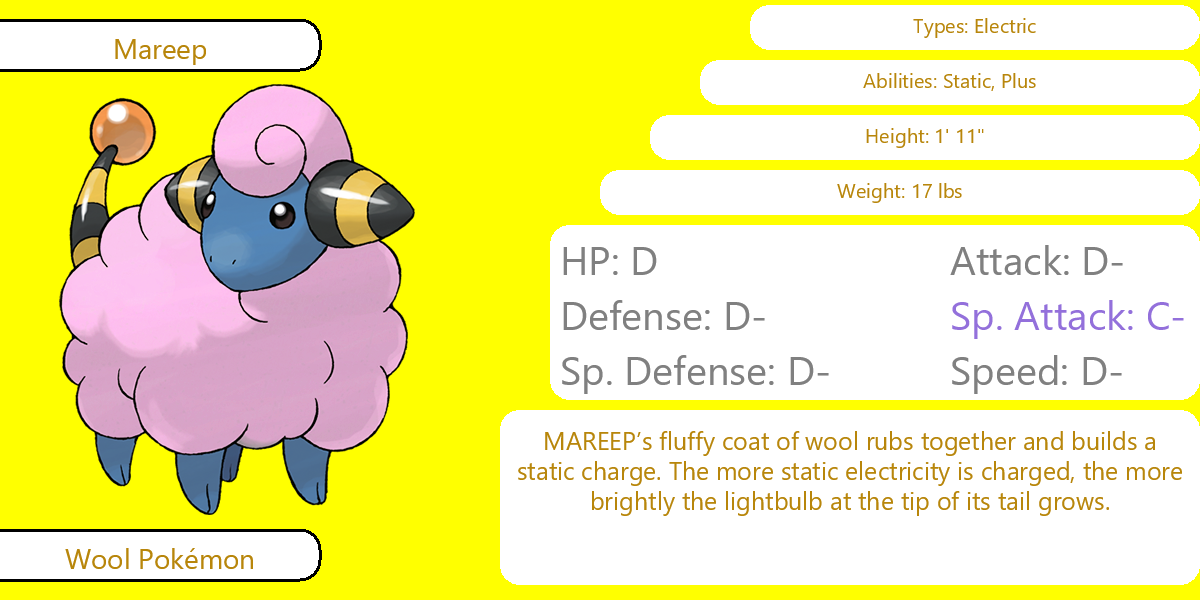 Mareep
Types: Electric
Abilities: Static, Plus
Height: 1' 11"
Weight: 17 lbs
HP: D
Attack: D-
Defense: D-
Sp. Attack: C-
Sp. Defense: D-
Speed: D-
MAREEP’s fluffy coat of wool rubs together and builds a
static charge. The more static electricity is charged, the more
brightly the lightbulb at the tip of its tail grows.
Wool Pokémon